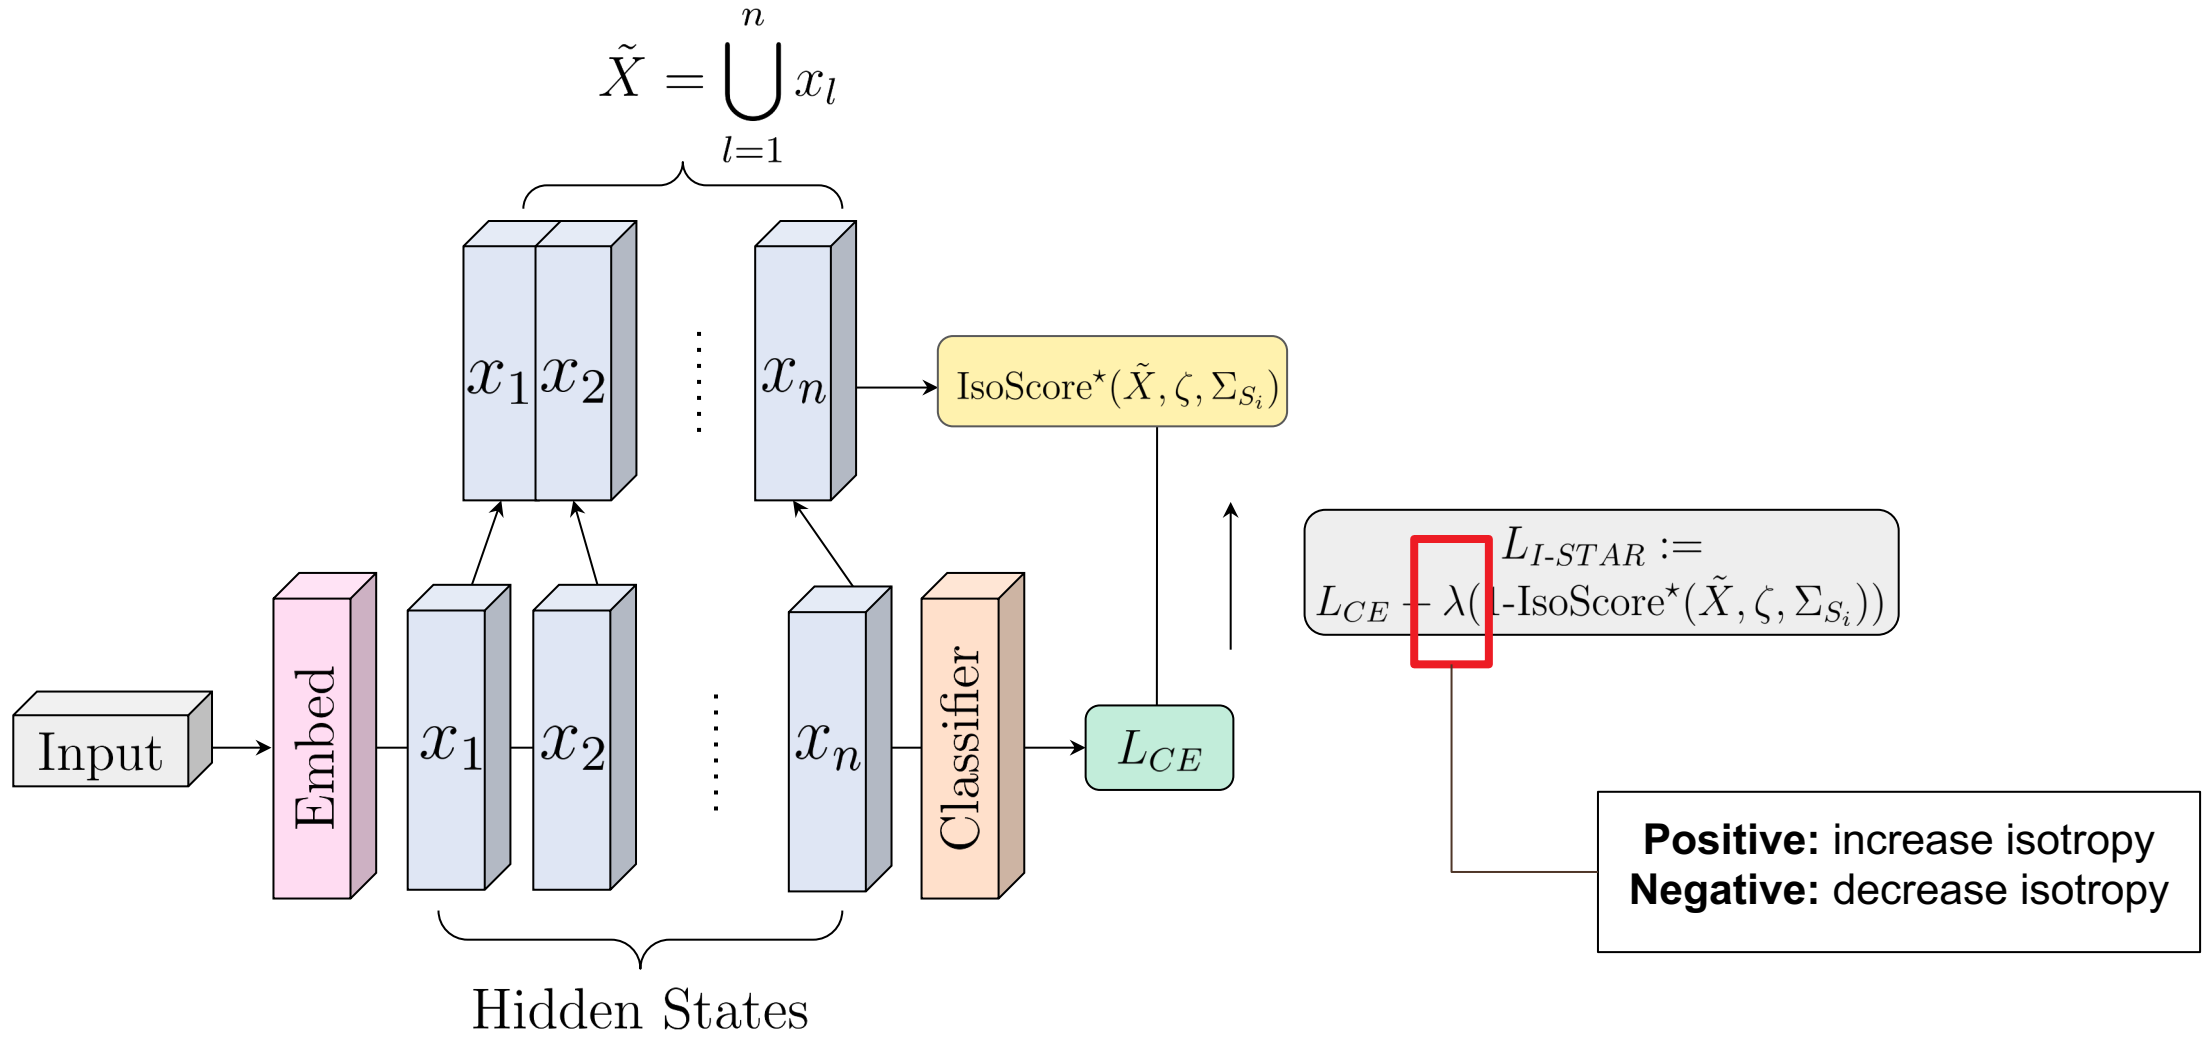 n
X̃ = ⋃ x_l
l=1
x_1 x_2 x_n
IsoScore⋆(X̃, ζ, Σ_{S_i})
L_{I-STAR} :=
L_{CE} − λ(1-IsoScore⋆(X̃, ζ, Σ_{S_i}))
Input
Embed
x_1 x_2 x_n
Classifier
L_{CE}
Positive: increase isotropy
Negative: decrease isotropy
Hidden States